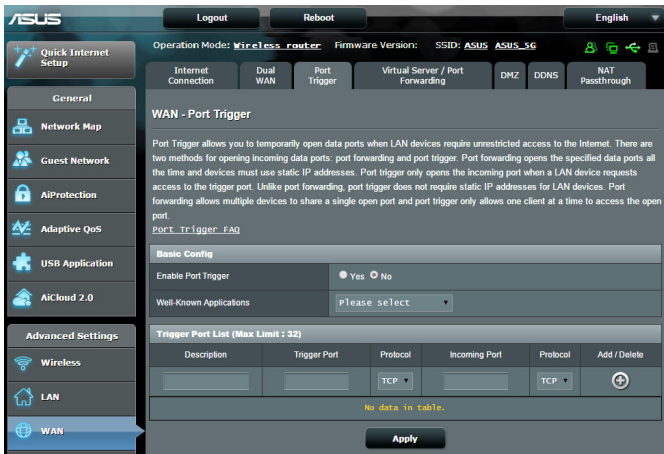 ASUS
Logout
Reboot
English
Quick Internet
Setup
Operation Mode: Wireless router Firmware Version: SSID: ASUS ASUS_5G
Internet
Connection
Dual
WAN
Port
Trigger
Virtual Server / Port
Forwarding
DMZ
DDNS
NAT
Passthrough
General
Network Map
Guest Network
AiProtection
Adaptive QoS
USB Application
AiCloud 2.0
Advanced Settings
Wireless
LAN
WAN
WAN - Port Trigger
Port Trigger allows you to temporarily open data ports when LAN devices require unrestricted access to the Internet. There are
two methods for opening incoming data ports: port forwarding and port trigger. Port forwarding opens the specified data ports all
the time and devices must use static IP addresses. Port trigger only opens the incoming port when a LAN device requests
access to the trigger port. Unlike port forwarding, port trigger does not require static IP addresses for LAN devices. Port
forwarding allows multiple devices to share a single open port and port trigger only allows one client at a time to access the open
port.
Port Trigger FAQ
Basic Config
Enable Port Trigger Yes No
Well-Known Applications Please select
Trigger Port List (Max Limit : 32)
Description Trigger Port Protocol Incoming Port Protocol Add / Delete
TCP TCP
No data in table.
Apply